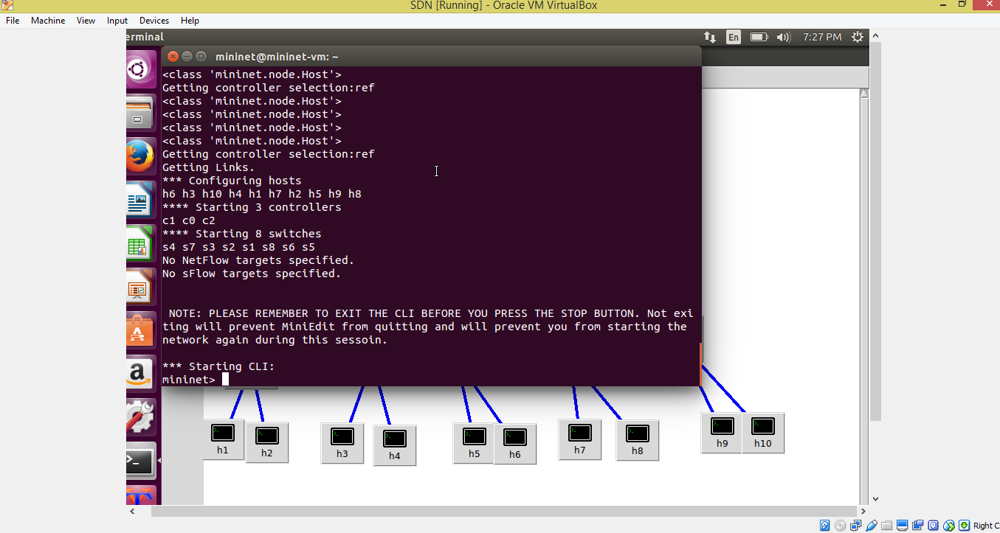 SDN [Running] - Oracle VM VirtualBox
File Machine View Input Devices Help
erminal
En
7:27 PM
mininet@mininet-vm: ~
<class 'mininet.node.Host'>
Getting controller selection:ref
<class 'mininet.node.Host'>
<class 'mininet.node.Host'>
<class 'mininet.node.Host'>
<class 'mininet.node.Host'>
Getting controller selection:ref
Getting Links.
*** Configuring hosts
h6 h3 h10 h4 h1 h7 h2 h5 h9 h8
**** Starting 3 controllers
c1 c0 c2
**** Starting 8 switches
s4 s7 s3 s2 s1 s8 s6 s5
No NetFlow targets specified.
No sFlow targets specified.
NOTE: PLEASE REMEMBER TO EXIT THE CLI BEFORE YOU PRESS THE STOP BUTTON. Not exi
ting will prevent MiniEdit from quitting and will prevent you from starting the
network again during this sessoin.
*** Starting CLI:
mininet>
h1 h2 h3 h4 h5 h6 h7 h8 h9 h10
Right C